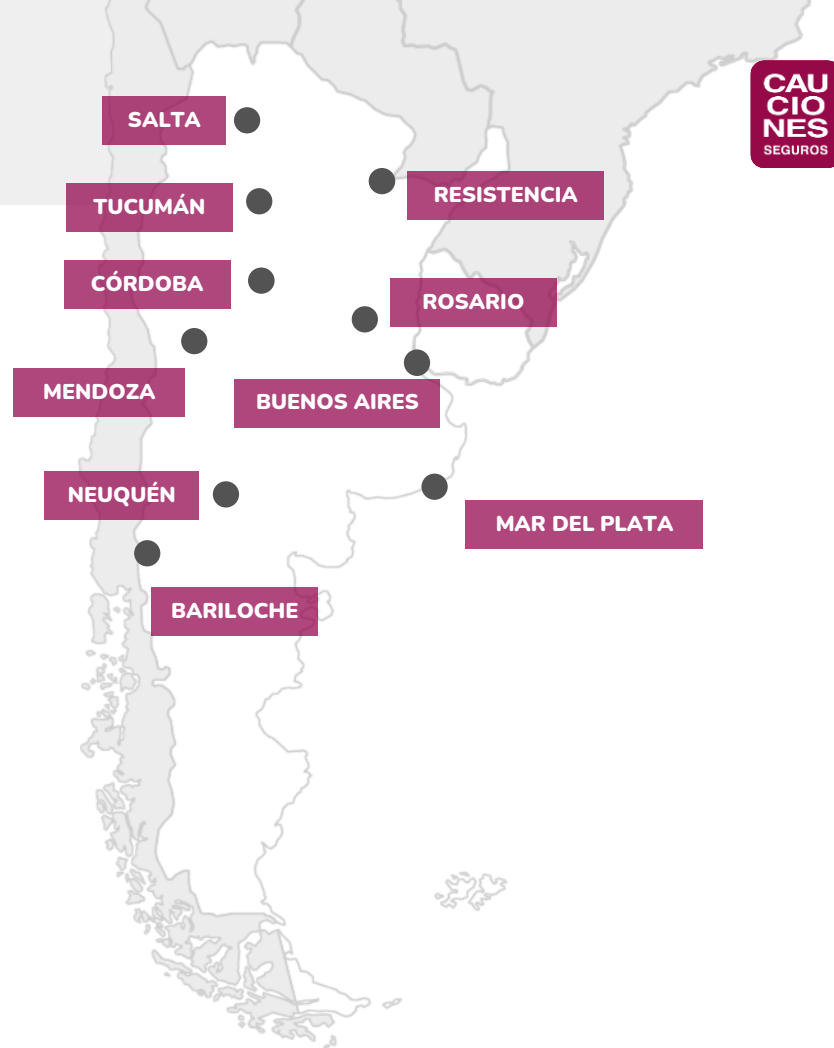 CAU
CIO
NES
SEGUROS
SALTA
RESISTENCIA
TUCUMÁN
CÓRDOBA
ROSARIO
MENDOZA
BUENOS AIRES
NEUQUÉN
MAR DEL PLATA
BARILOCHE